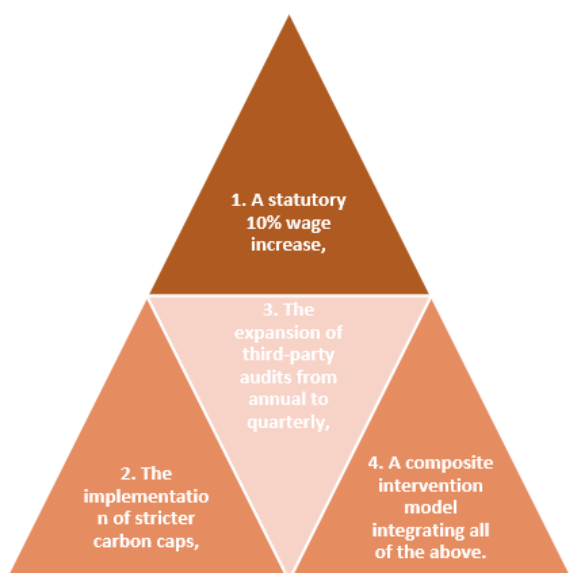 1. A statutory
10% wage
increase,
2. The
implementatio
n of stricter
carbon caps,
3. The
expansion of
third-party
audits from
annual to
quarterly,
4. A composite
intervention
model
integrating all
of the above.